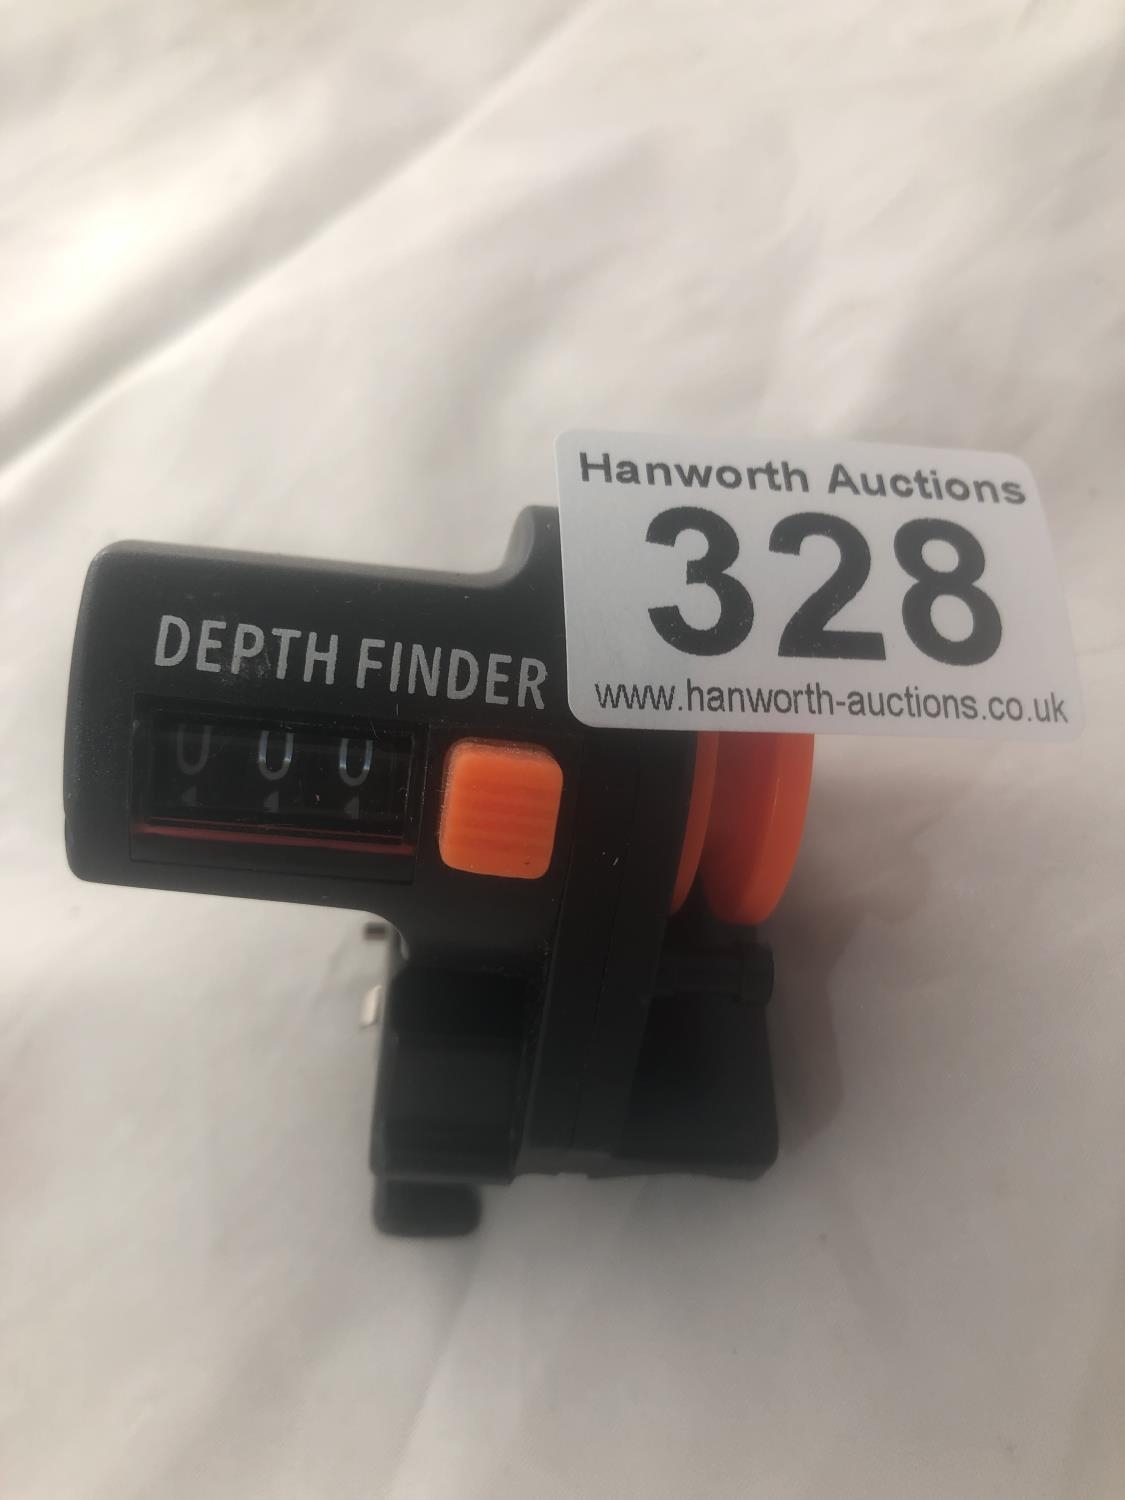 Hanworth Auctions
328
www.hanworth-auctions.co.uk
DEPTH FINDER
0 0 0